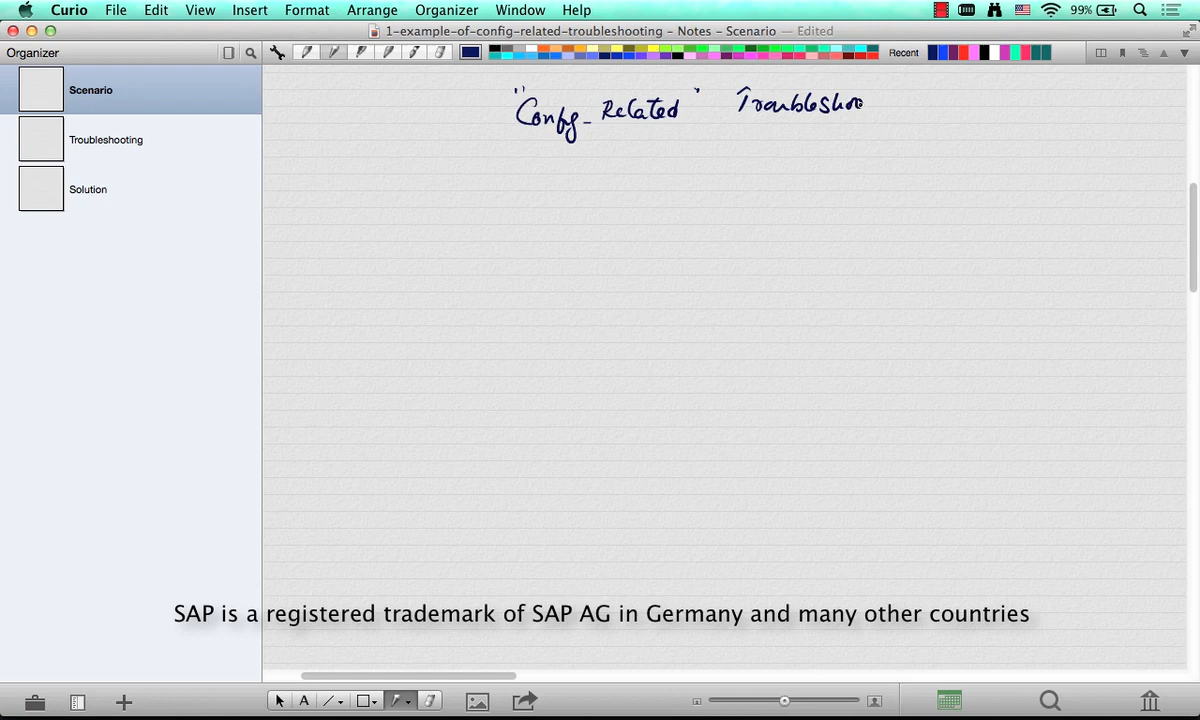 Curio File Edit View Insert Format Arrange Organizer Window Help 99%
1-example-of-config-related-troubleshooting – Notes – Scenario — Edited
Organizer
Recent
Scenario
"Config-Related" Troubleshoo
Troubleshooting
Solution
SAP is a registered trademark of SAP AG in Germany and many other countries
A